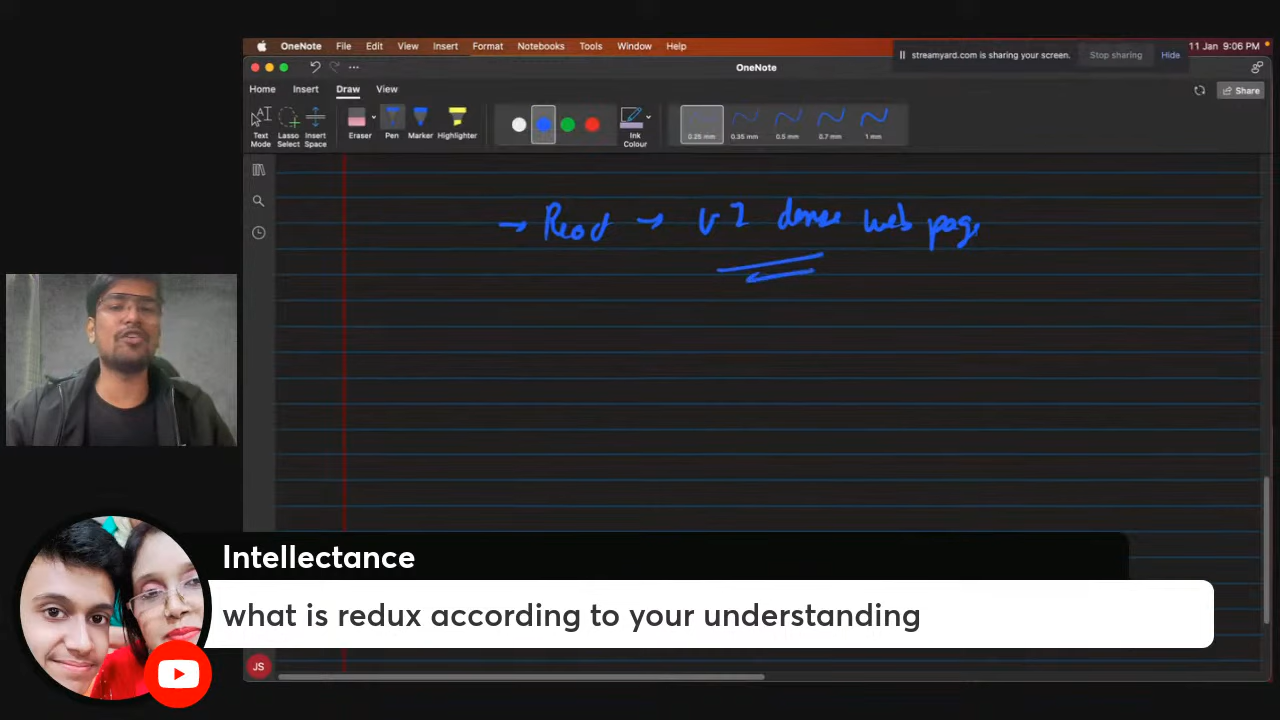 OneNote File Edit View Insert Format Notebooks Tools Window Help
11 Jan 9:06 PM
streamyard.com is sharing your screen. Stop sharing Hide
OneNote
Home Insert Draw View
Share
Text Mode
Lasso Select
Insert Space
Eraser
Pen
Marker
Highlighter
Ink Colour
0.25 mm
0.35 mm
0.5 mm
0.7 mm
1 mm
→ → dense web page
Intellectance
what is redux according to your understanding
JS